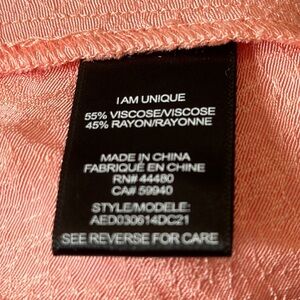 I AM UNIQUE
55% VISCOSE/VISCOSE
45% RAYON/RAYONNE
MADE IN CHINA
FABRIQUÉ EN CHINE
RN# 44480
CA# 59940
STYLE/MODELE:
AED030614DC21
SEE REVERSE FOR CARE